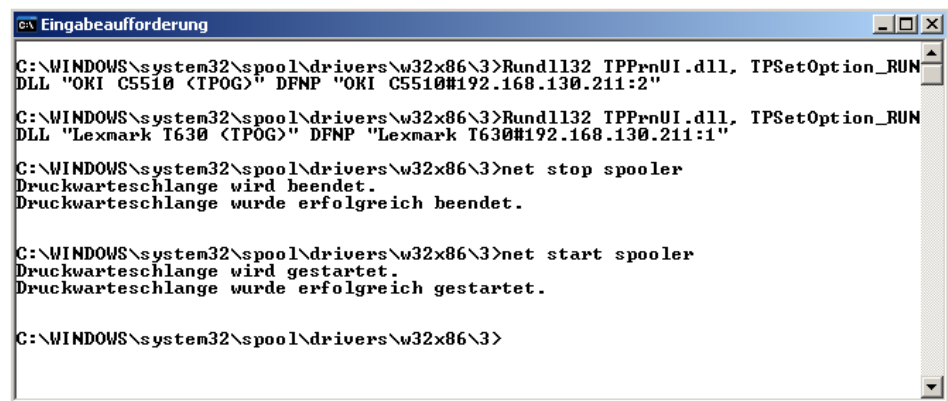 Eingabeaufforderung
C:\WINDOWS\system32\spool\drivers\w32x86\3>Rundll32 TPPrnUI.dll, TPSetOption_RUN
DLL "OKI C5510 (TPOG)" DFNP "OKI C5510#192.168.130.211:2"
C:\WINDOWS\system32\spool\drivers\w32x86\3>Rundll32 TPPrnUI.dll, TPSetOption_RUN
DLL "Lexmark T630 (TPOG)" DFNP "Lexmark T630#192.168.130.211:1"
C:\WINDOWS\system32\spool\drivers\w32x86\3>net stop spooler
Druckwarteschlange wird beendet.
Druckwarteschlange wurde erfolgreich beendet.
C:\WINDOWS\system32\spool\drivers\w32x86\3>net start spooler
Druckwarteschlange wird gestartet.
Druckwarteschlange wurde erfolgreich gestartet.
C:\WINDOWS\system32\spool\drivers\w32x86\3>